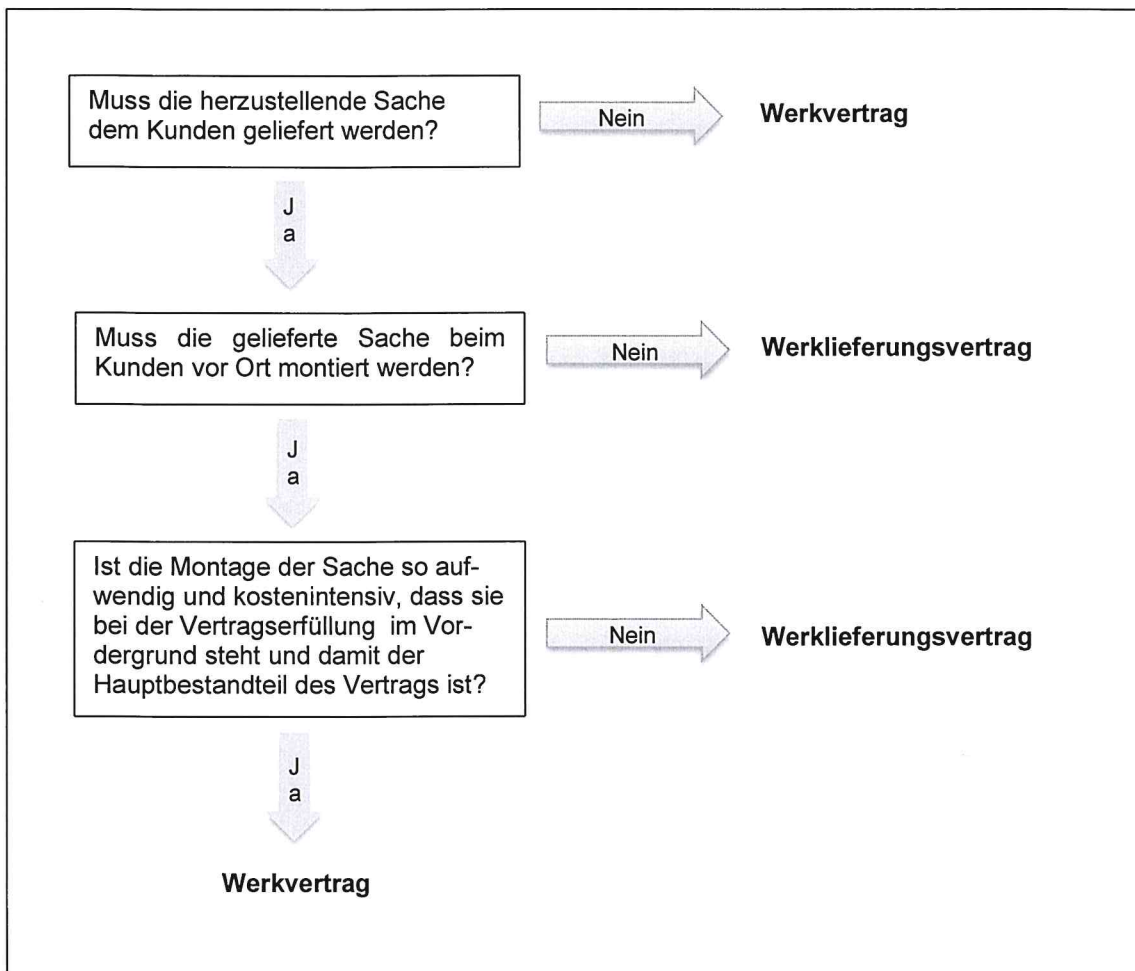 Muss die herzustellende Sache
dem Kunden geliefert werden?
Nein
Werkvertrag
J
a
Muss die gelieferte Sache beim
Kunden vor Ort montiert werden?
Nein
Werklieferungsvertrag
J
a
Ist die Montage der Sache so auf-
wendig und kostenintensiv, dass sie
bei der Vertragserfüllung im Vor-
dergrund steht und damit der
Hauptbestandteil des Vertrags ist?
Nein
Werklieferungsvertrag
J
a
Werkvertrag